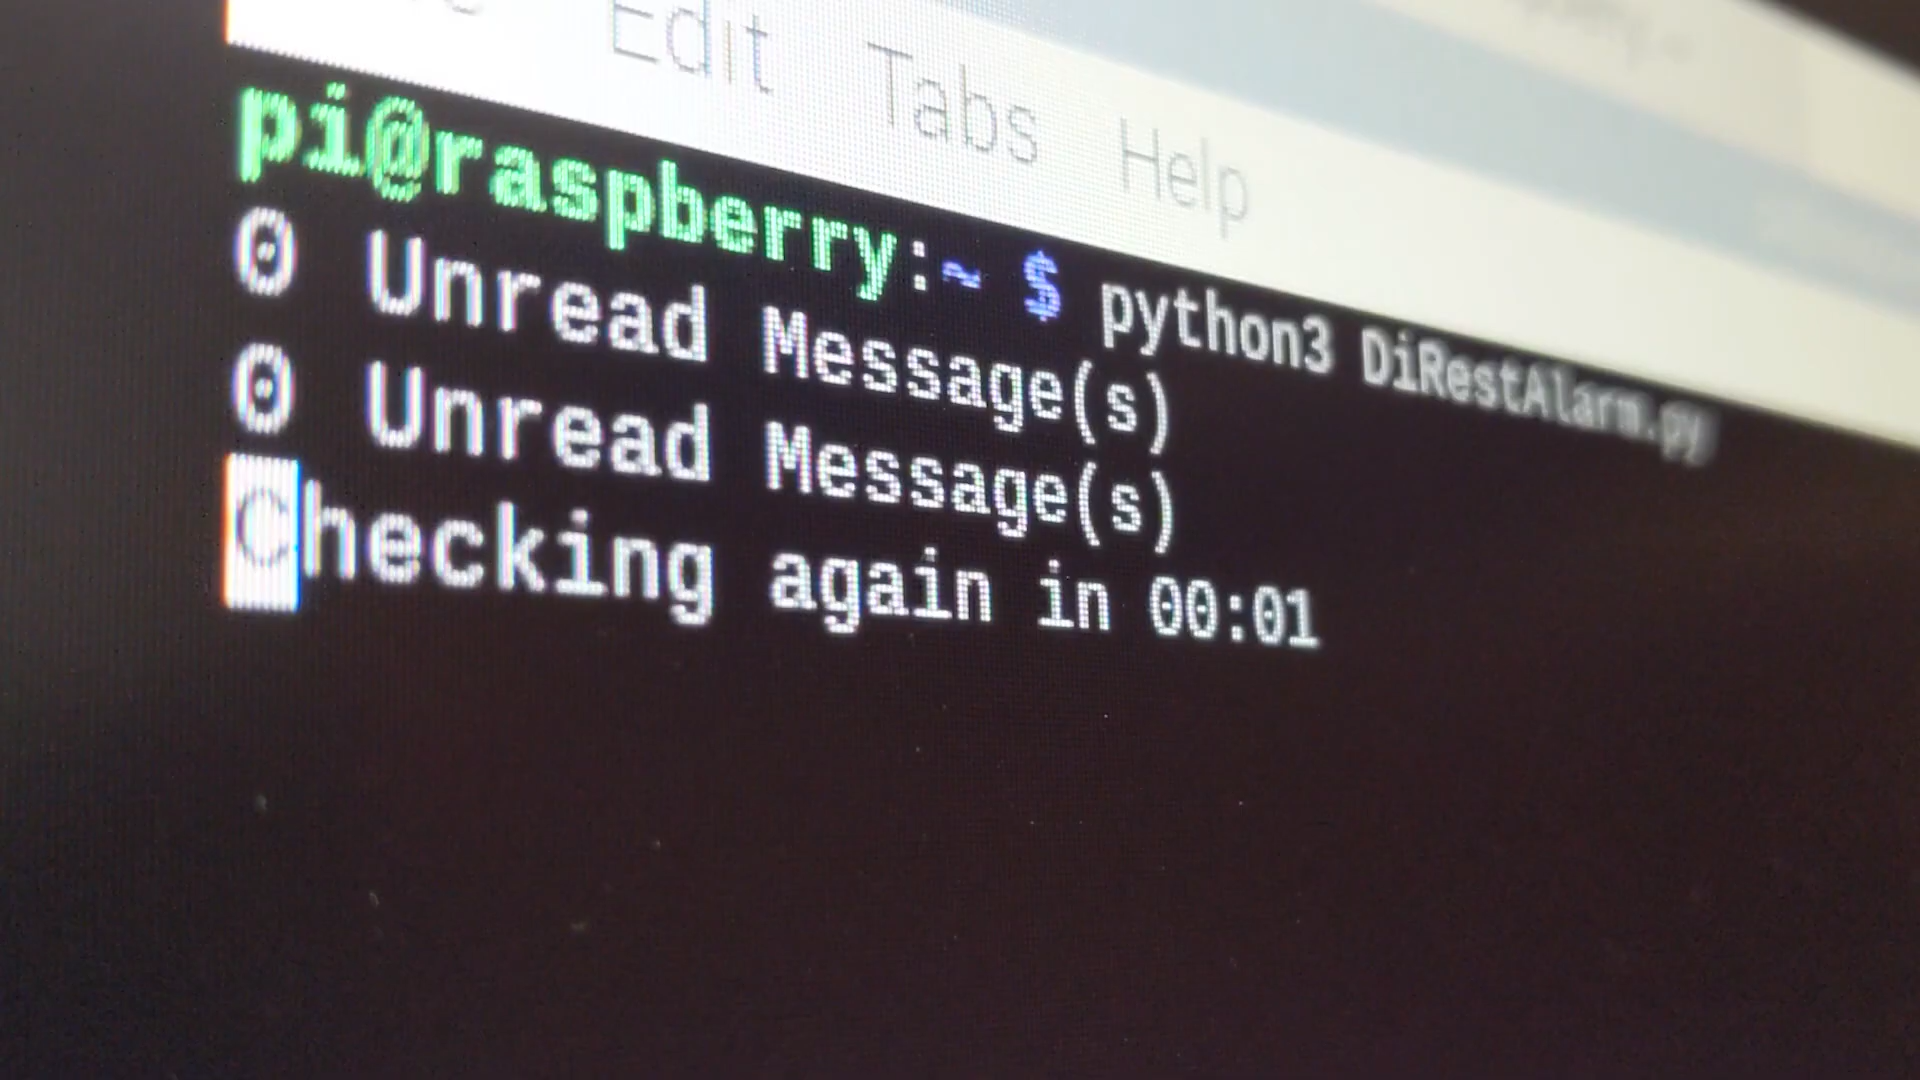 Edit Tabs Help
pi@raspberry:~ $ python3 DiRestAlarm.py
0 Unread Message(s)
0 Unread Message(s)
Checking again in 00:01